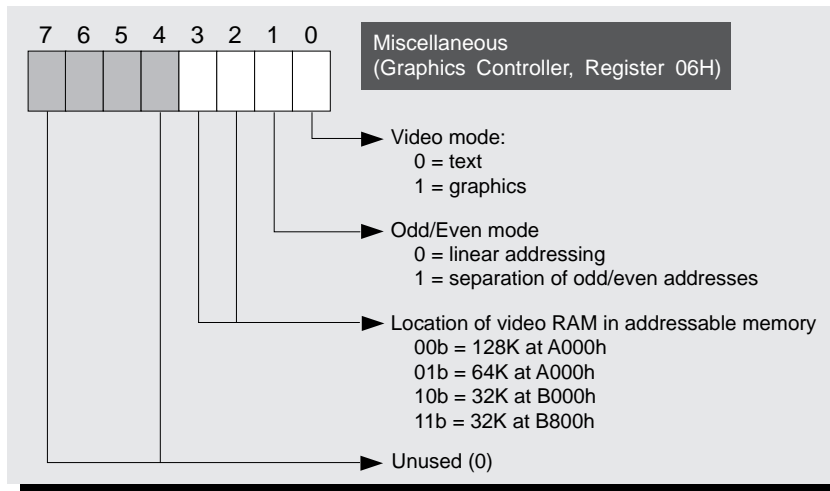 7 6 5 4 3 2 1 0
Miscellaneous
(Graphics Controller, Register 06H)
Video mode:
0 = text
1 = graphics
Odd/Even mode
0 = linear addressing
1 = separation of odd/even addresses
Location of video RAM in addressable memory
00b = 128K at A000h
01b = 64K at A000h
10b = 32K at B000h
11b = 32K at B800h
Unused (0)